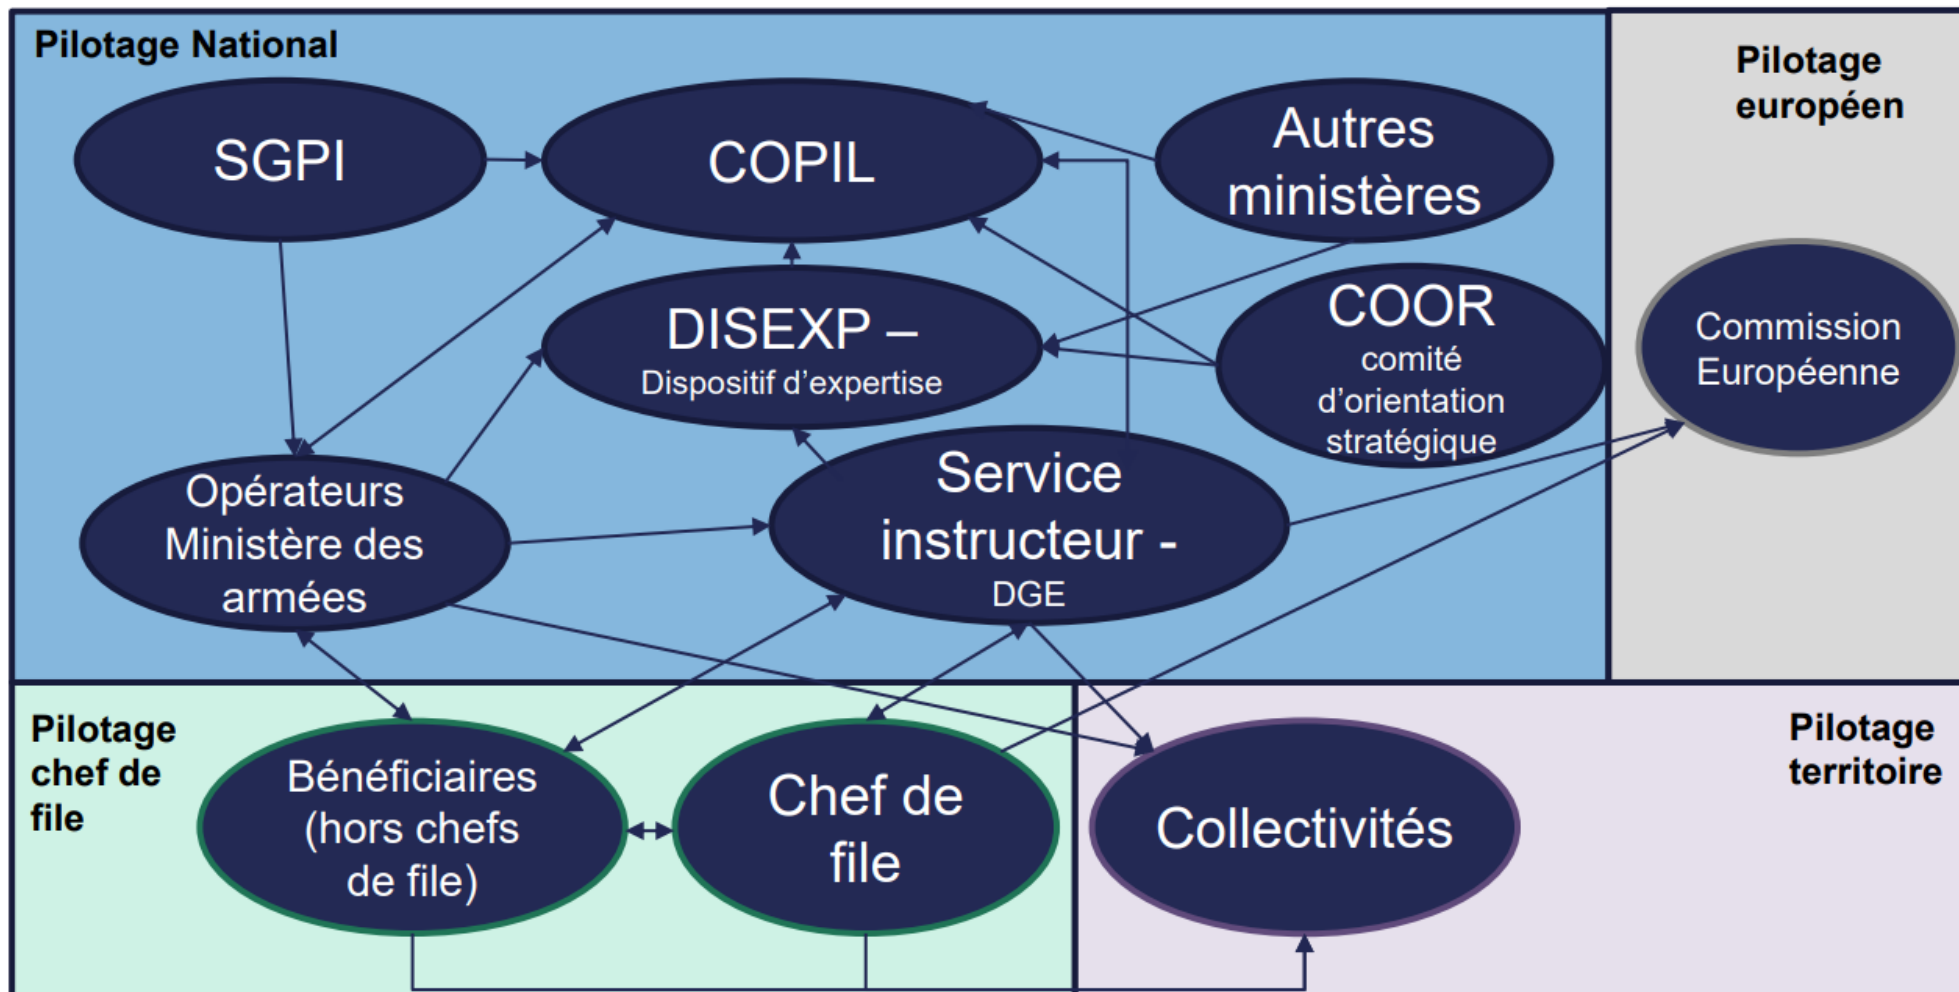 Pilotage National
Pilotage
européen
SGPI
COPIL
Autres
ministères
DISEXP –
Dispositif d'expertise
COOR
comité
d'orientation
stratégique
Commission
Européenne
Opérateurs
Ministère des
armées
Service
instructeur -
DGE
Pilotage
chef de
file
Bénéficiaires
(hors chefs
de file)
Chef de
file
Collectivités
Pilotage
territoire